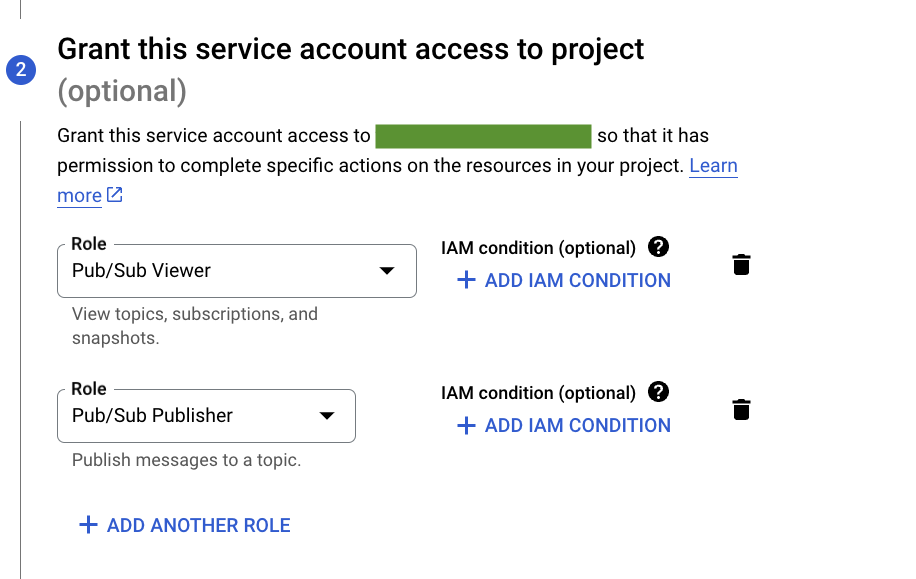 2
Grant this service account access to project
(optional)
Grant this service account access to so that it has
permission to complete specific actions on the resources in your project. Learn
more
Role
Pub/Sub Viewer
IAM condition (optional) ?
+ ADD IAM CONDITION
View topics, subscriptions, and
snapshots.
Role
Pub/Sub Publisher
IAM condition (optional) ?
+ ADD IAM CONDITION
Publish messages to a topic.
+ ADD ANOTHER ROLE